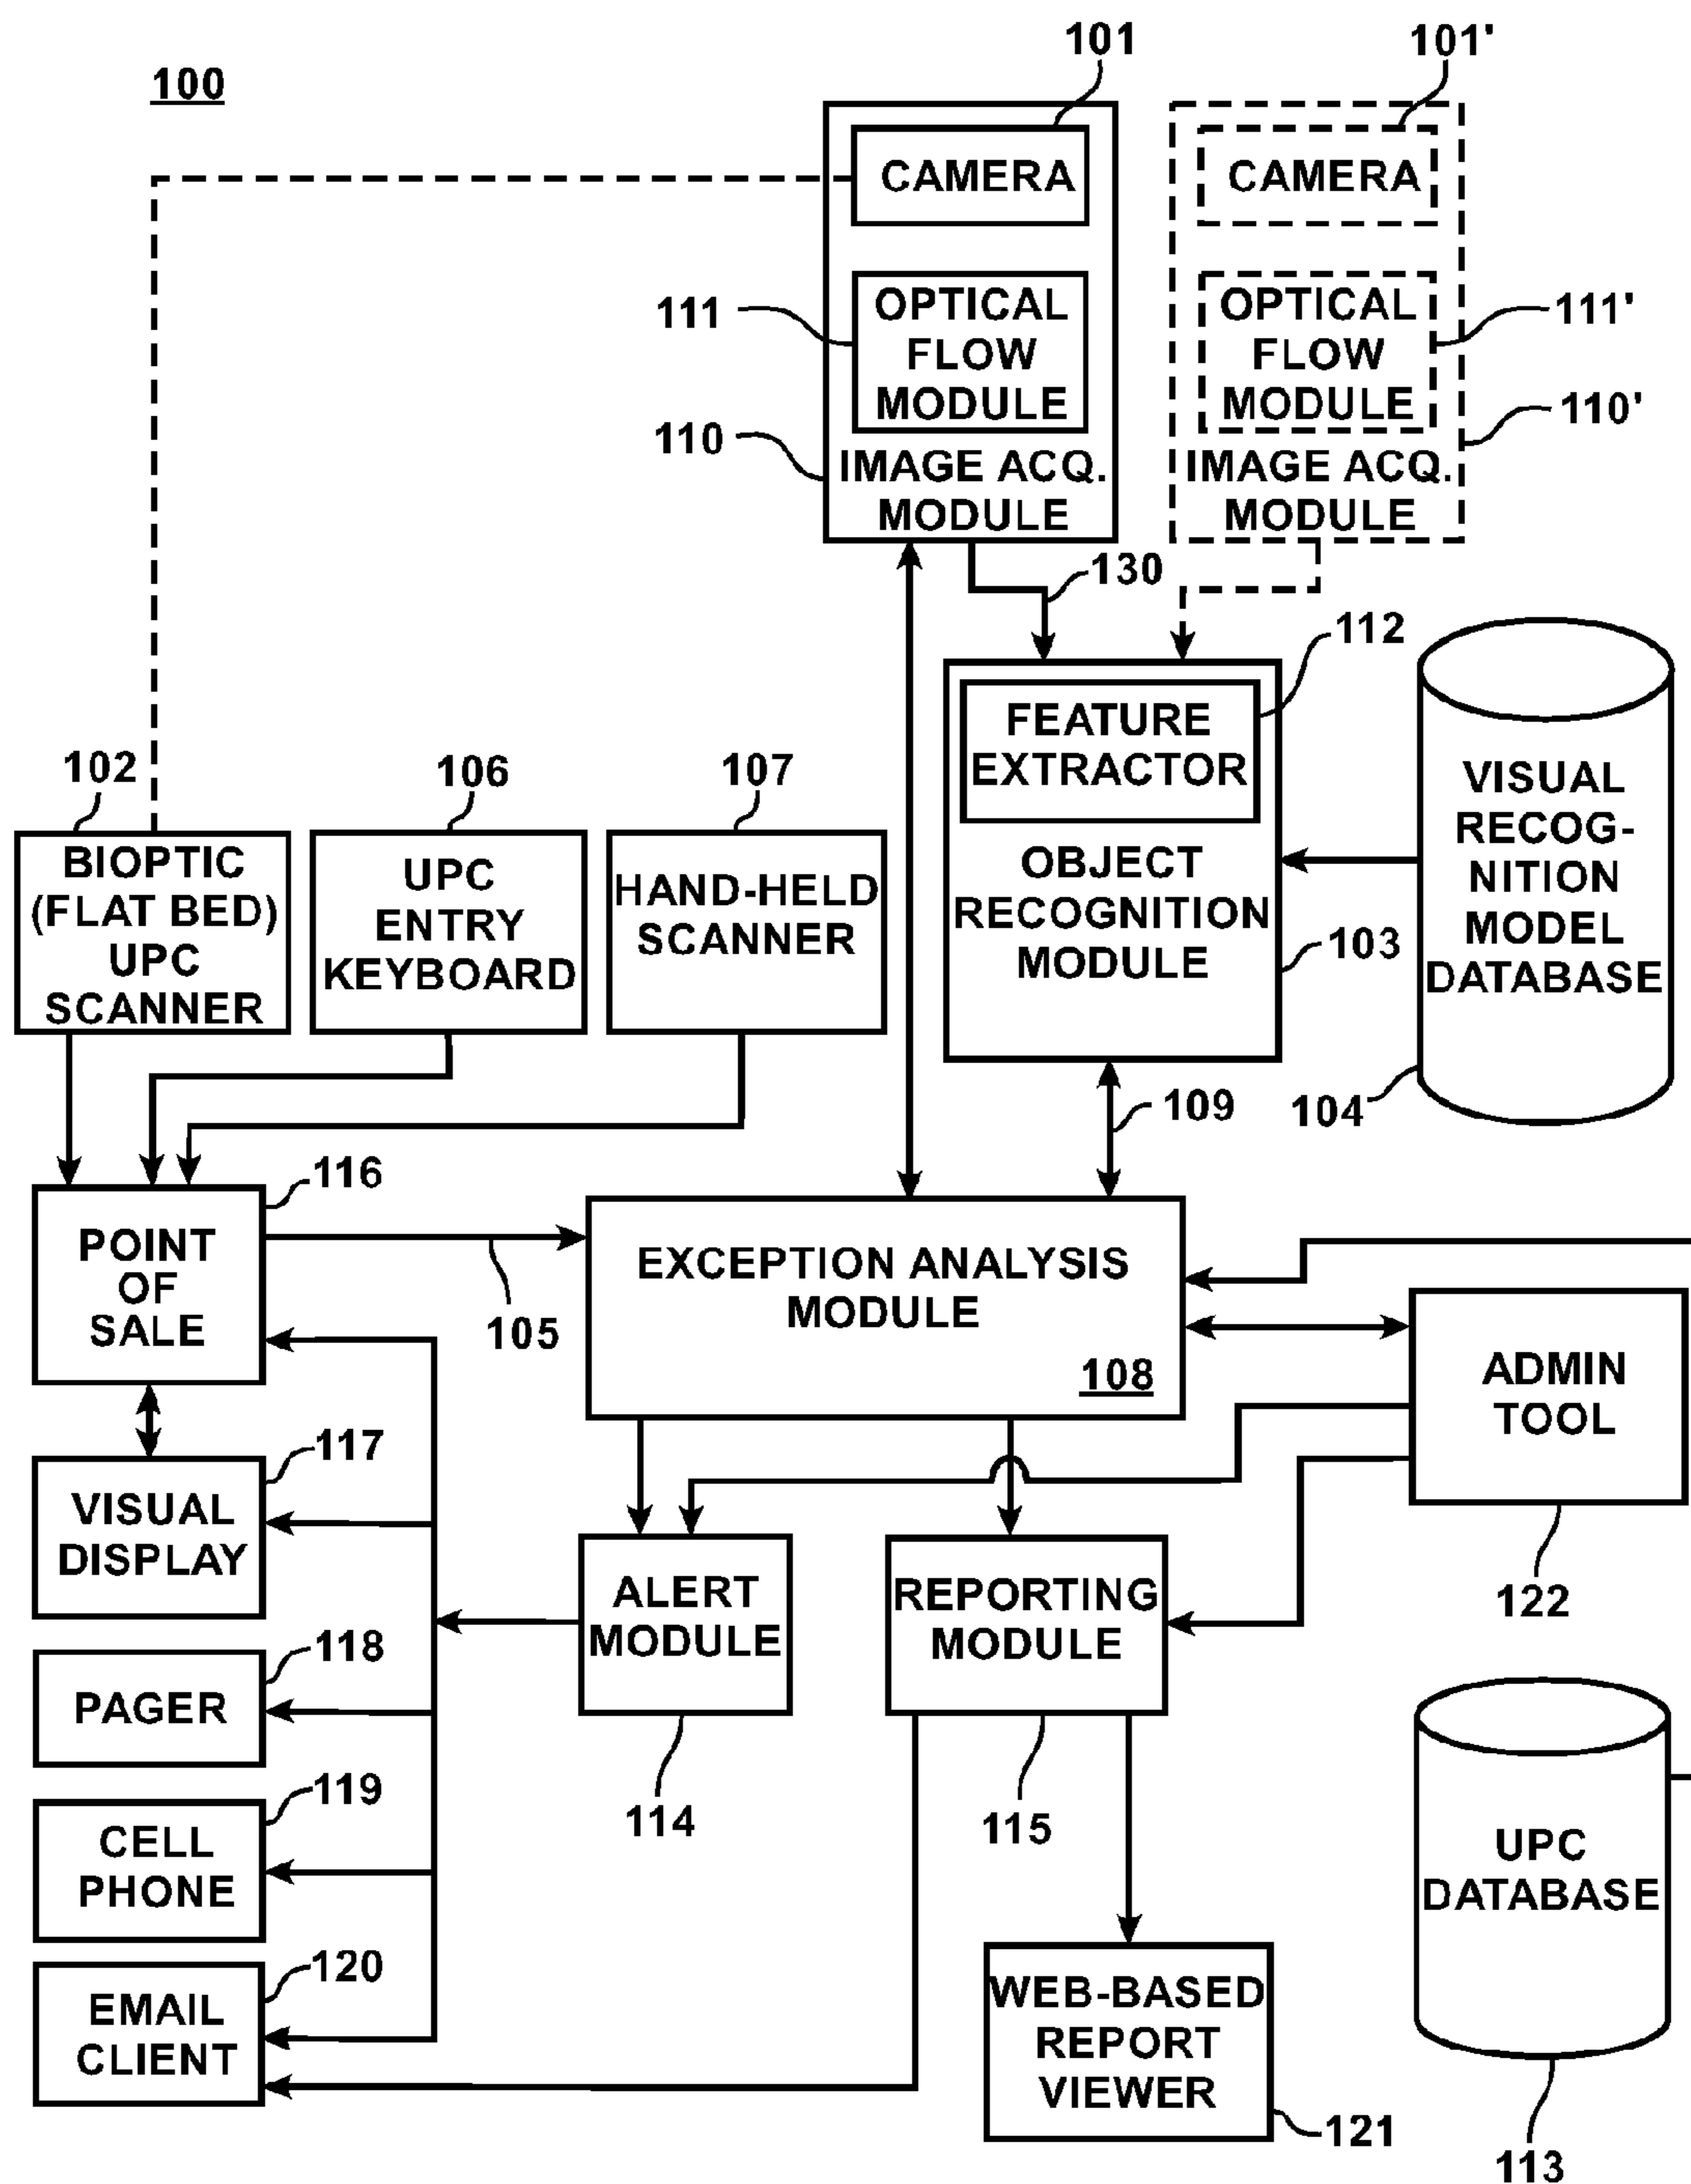 100
101
101'
CAMERA
CAMERA
111
OPTICAL
FLOW
MODULE
OPTICAL
FLOW
MODULE
111'
110
IMAGE ACQ.
MODULE
IMAGE ACQ.
MODULE
110'
130
112
FEATURE
EXTRACTOR
OBJECT
RECOGNITION
MODULE
103
VISUAL
RECOG-
NITION
MODEL
DATABASE
104
102
BIOPTIC
(FLAT BED)
UPC
SCANNER
106
UPC
ENTRY
KEYBOARD
107
HAND-HELD
SCANNER
109
116
POINT
OF
SALE
105
EXCEPTION ANALYSIS
MODULE
108
ADMIN
TOOL
122
117
VISUAL
DISPLAY
ALERT
MODULE
114
REPORTING
MODULE
115
118
PAGER
119
CELL
PHONE
120
EMAIL
CLIENT
WEB-BASED
REPORT
VIEWER
121
UPC
DATABASE
113